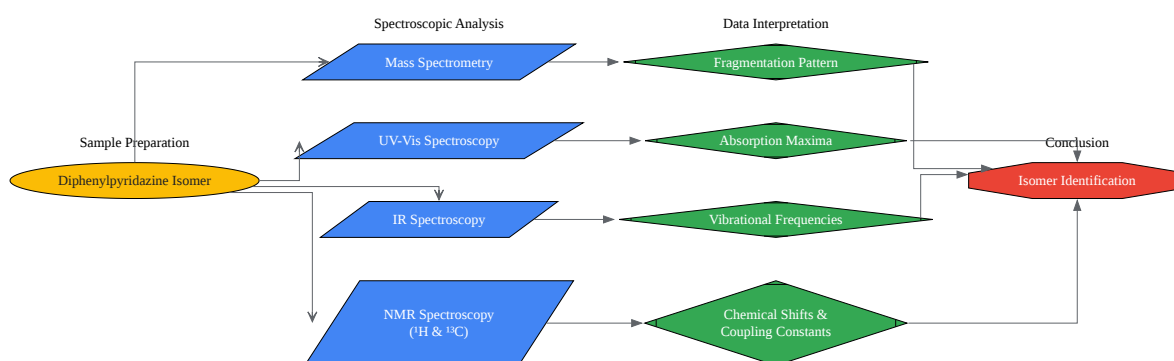 Spectroscopic Analysis
Data Interpretation
Mass Spectrometry
Fragmentation Pattern
Sample Preparation
UV-Vis Spectroscopy
Absorption Maxima
Conclusion
Diphenylpyridazine Isomer
Isomer Identification
IR Spectroscopy
Vibrational Frequencies
NMR Spectroscopy
(¹H & ¹³C)
Chemical Shifts &
Coupling Constants